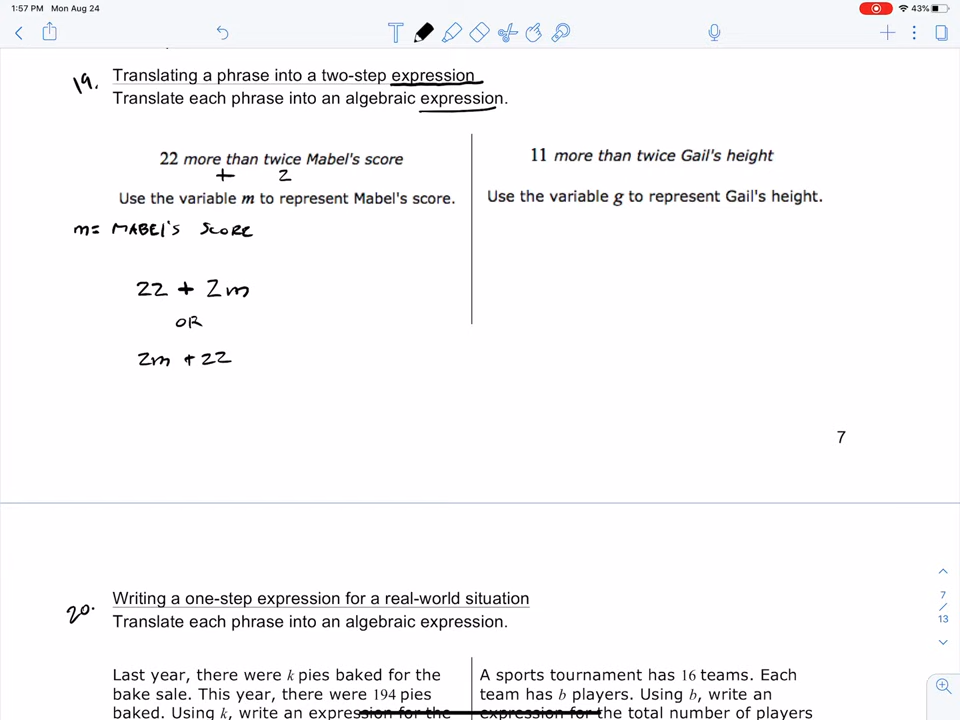 1:57 PM Mon Aug 24
43%
19. Translating a phrase into a two-step expression
Translate each phrase into an algebraic expression.
22 more than twice Mabel's score
+ 2
Use the variable m to represent Mabel's score.
m= MABEL'S SCORE
22 + 2m
OR
2m + 22
11 more than twice Gail's height
Use the variable g to represent Gail's height.
7
20. Writing a one-step expression for a real-world situation
Translate each phrase into an algebraic expression.
Last year, there were k pies baked for the
bake sale. This year, there were 194 pies
baked. Using k, write an expression for the
A sports tournament has 16 teams. Each
team has b players. Using b, write an
expression for the total number of players
7
/
13